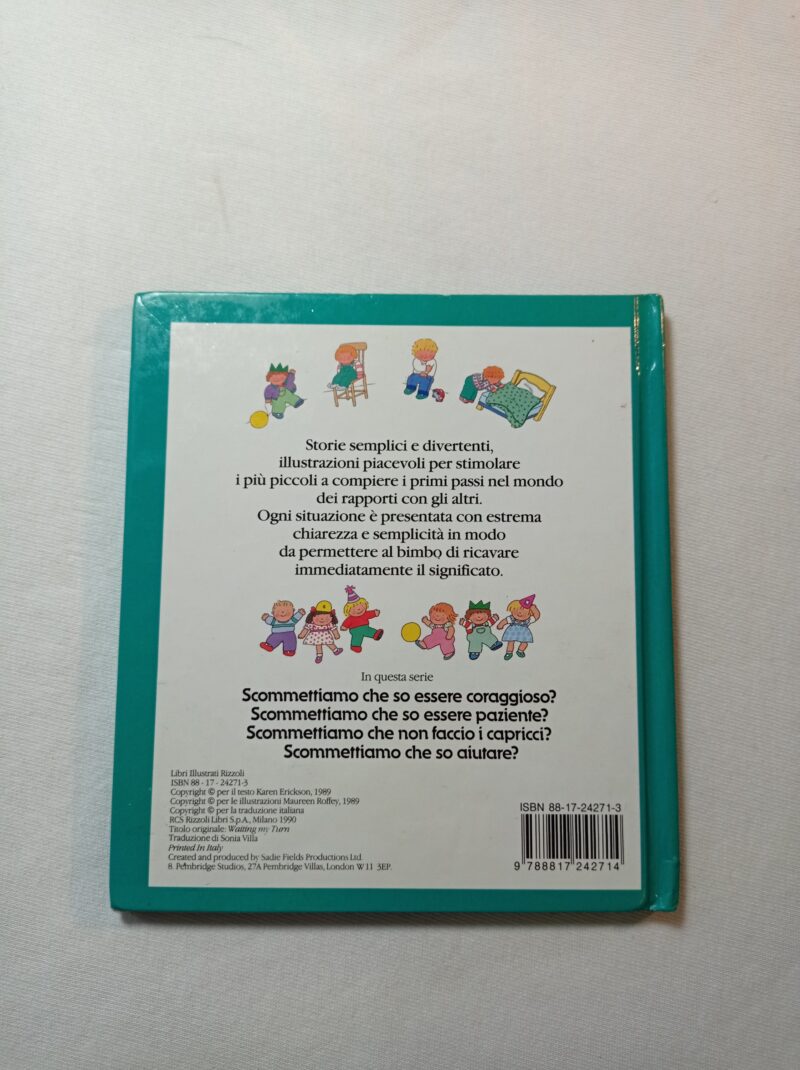 Storie semplici e divertenti,
illustrazioni piacevoli per stimolare
i più piccoli a compiere i primi passi nel mondo
dei rapporti con gli altri.
Ogni situazione è presentata con estrema
chiarezza e semplicità in modo
da permettere al bimbo di ricavare
immediatamente il significato.
In questa serie
Scommettiamo che so essere coraggioso?
Scommettiamo che so essere paziente?
Scommettiamo che non faccio i capricci?
Scommettiamo che so aiutare?
Libri Illustrati Rizzoli
ISBN 88 - 17 - 24271-3
Copyright © per il testo Karen Erickson, 1989
Copyright © per le illustrazioni Maureen Roffey, 1989
Copyright © per la traduzione italiana
RCS Rizzoli Libri S.p.A., Milano 1990
Titolo originale: Waiting my Turn
Traduzione di Sonia Villa
Printed in Italy
Created and produced by Sadie Fields Productions Ltd.
8. Pembridge Studios, 27A Pembridge Villas, London W 11 3EP.
ISBN 88-17-24271-3
9 788817 242714